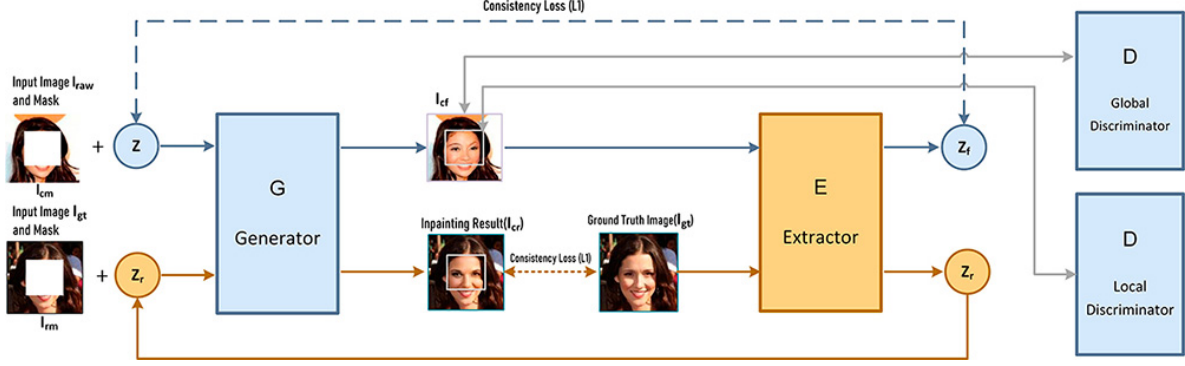 Consistency Loss (L1)
Input Image Iraw
and Mask
Icm
+
Z
G
Generator
Icf
E
Extractor
Zf
D
Global
Discriminator
Input Image Igt
and Mask
Irm
+
Zr
Inpainting Result(Icr)
Consistency Loss (L1)
Ground Truth Image(Igt)
Zr
D
Local
Discriminator